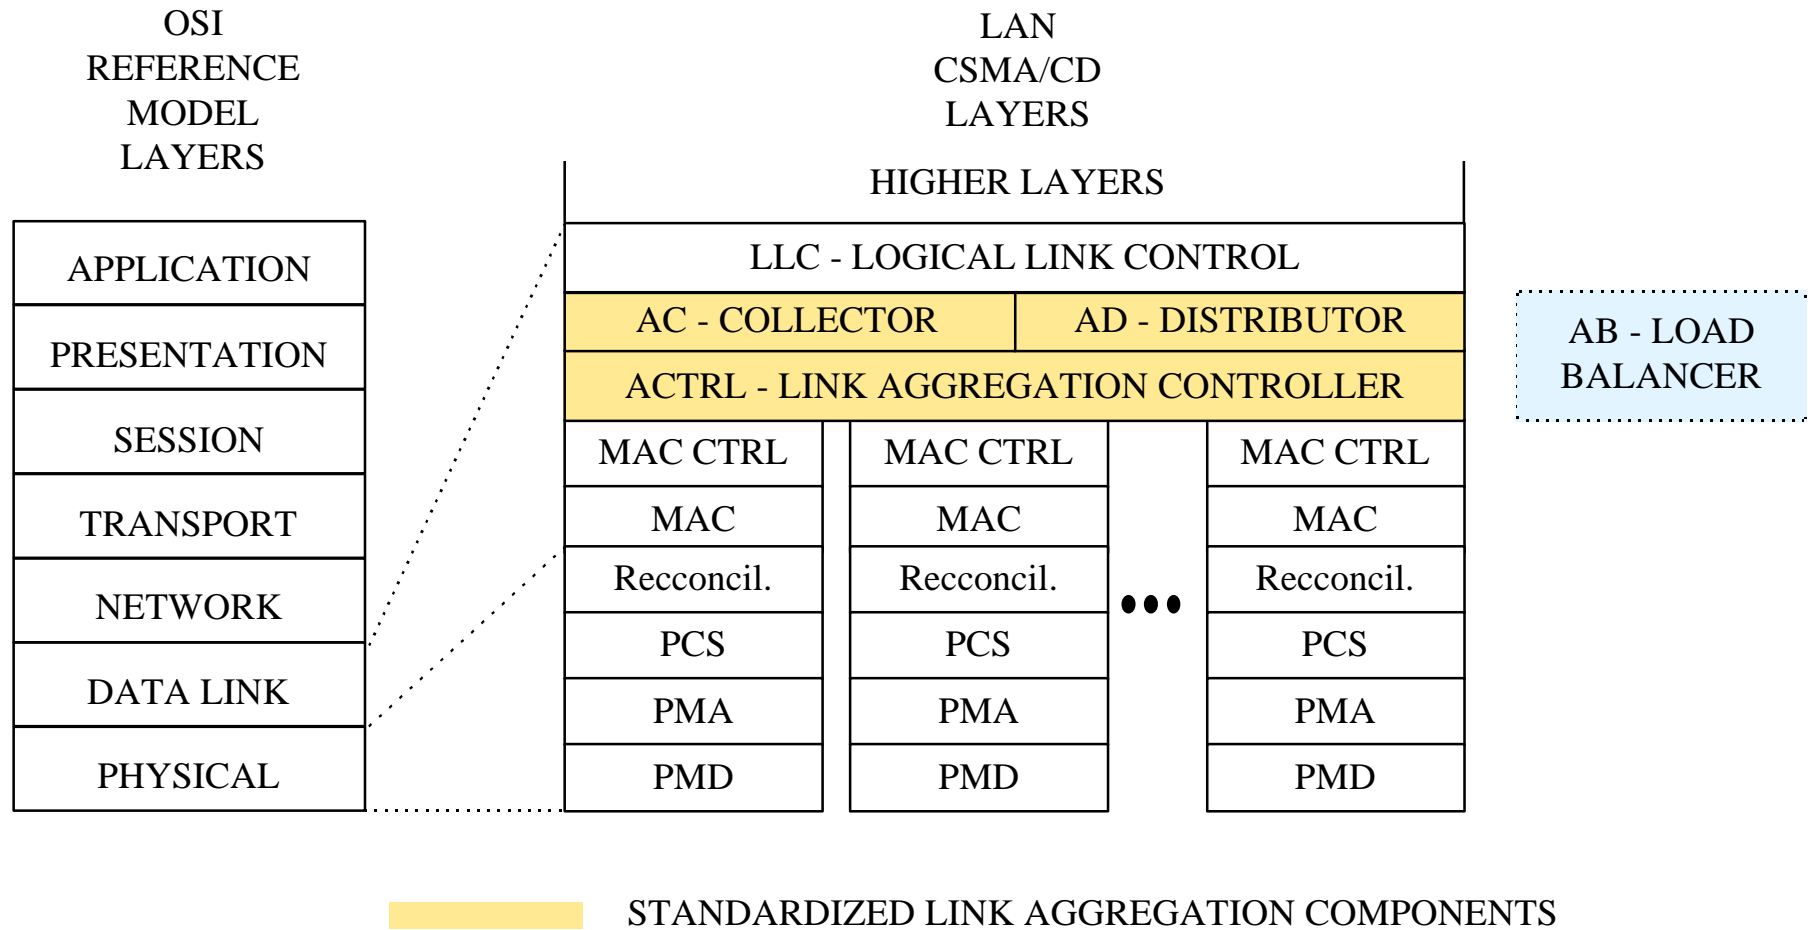 OSI
REFERENCE
MODEL
LAYERS
APPLICATION
PRESENTATION
SESSION
TRANSPORT
NETWORK
DATA LINK
PHYSICAL
LAN
CSMA/CD
LAYERS
HIGHER LAYERS
LLC - LOGICAL LINK CONTROL
AC - COLLECTOR
AD - DISTRIBUTOR
ACTRL - LINK AGGREGATION CONTROLLER
MAC CTRL
MAC
Recconcil.
PCS
PMA
PMD
MAC CTRL
MAC
Recconcil.
PCS
PMA
PMD
MAC CTRL
MAC
Recconcil.
PCS
PMA
PMD
AB - LOAD
BALANCER
STANDARDIZED LINK AGGREGATION COMPONENTS